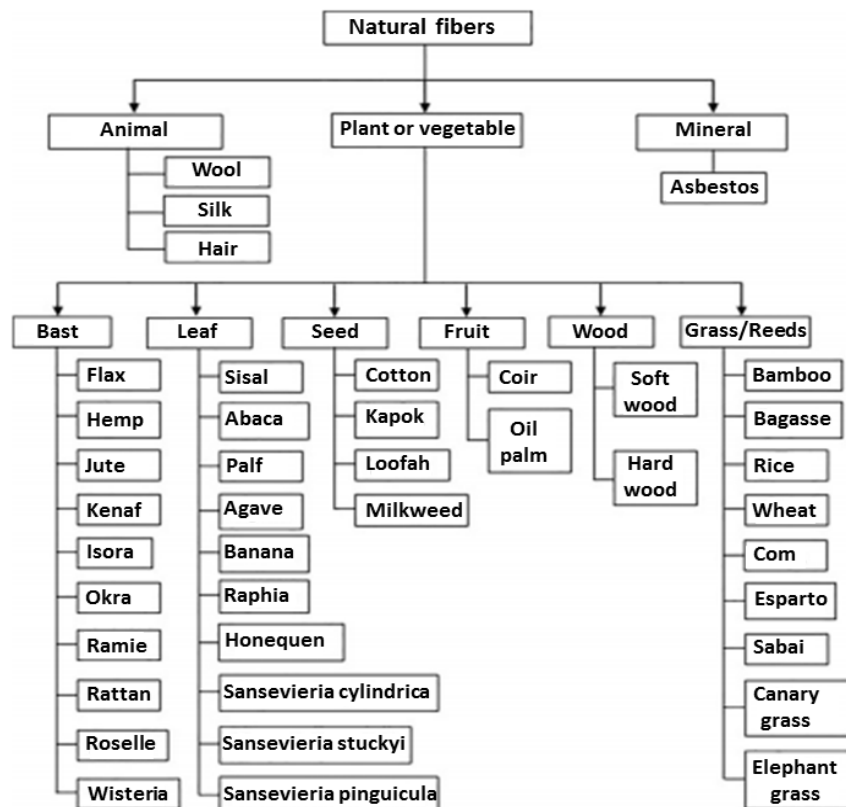 Natural fibers
Animal
Plant or vegetable
Mineral
Wool
Silk
Hair
Asbestos
Bast
Leaf
Seed
Fruit
Wood
Grass/Reeds
Flax
Hemp
Jute
Kenaf
Isora
Okra
Ramie
Rattan
Roselle
Wisteria
Sisal
Abaca
Palf
Agave
Banana
Raphia
Honequen
Sansevieria cylindrica
Sansevieria stuckyi
Sansevieria pinguicula
Cotton
Kapok
Loofah
Milkweed
Coir
Oil
palm
Soft
wood
Hard
wood
Bamboo
Bagasse
Rice
Wheat
Com
Esparto
Sabai
Canary
grass
Elephant
grass